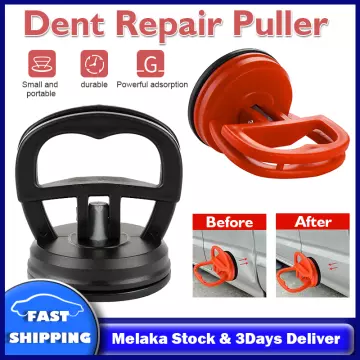 Dent Repair Puller
Small and
portable
durable
G
Powerful adsorption
Before
After
FAST
SHIPPING
Melaka Stock & 3Days Deliver